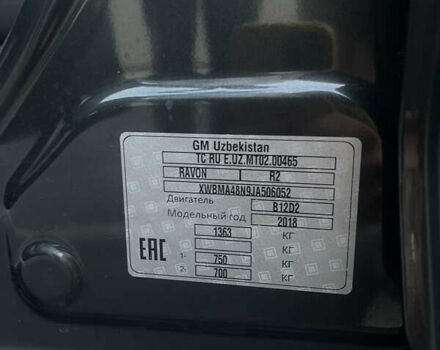 GM Uzbekistan
TC RU E.UZ.MT02.00465
RAVON R2
XWBMA48N9JA506052
Двигатель B12D2
Модельный год 2018
1363 КГ
КГ
EAC 1- 750 КГ
2- 700 КГ